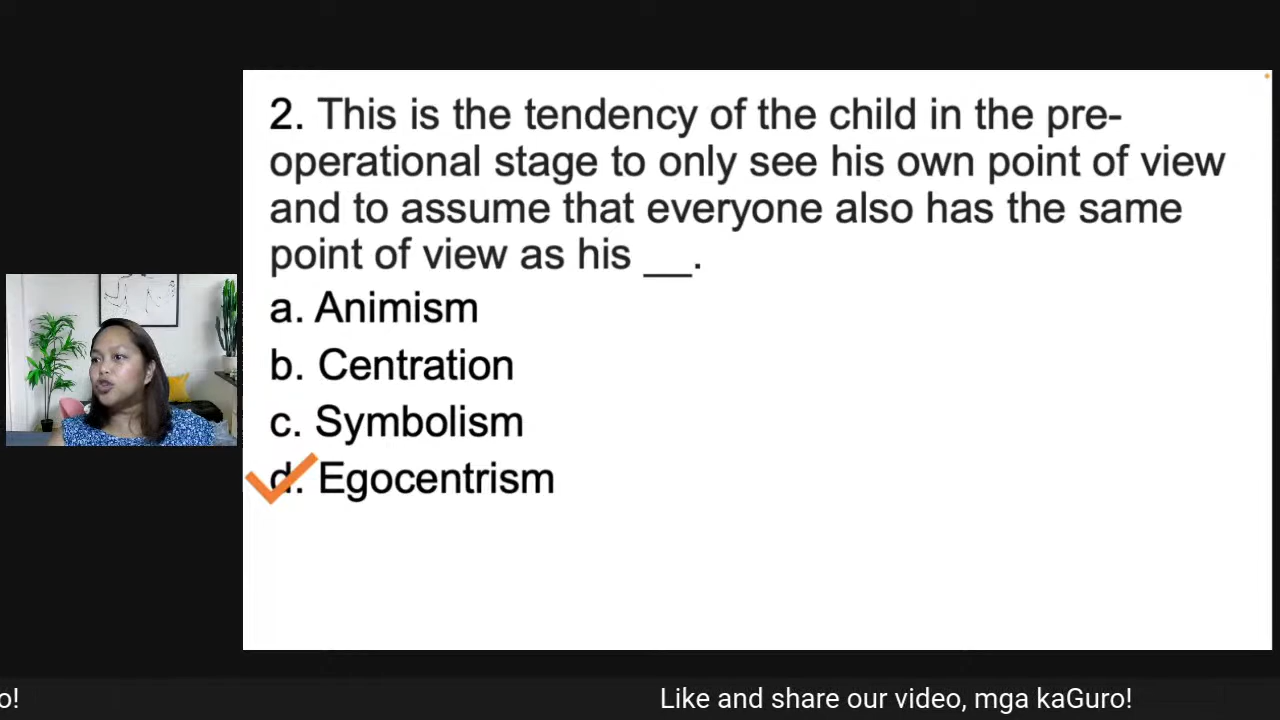 2. This is the tendency of the child in the pre-
operational stage to only see his own point of view
and to assume that everyone also has the same
point of view as his __.
a. Animism
b. Centration
c. Symbolism
d. Egocentrism
o!
Like and share our video, mga kaGuro!